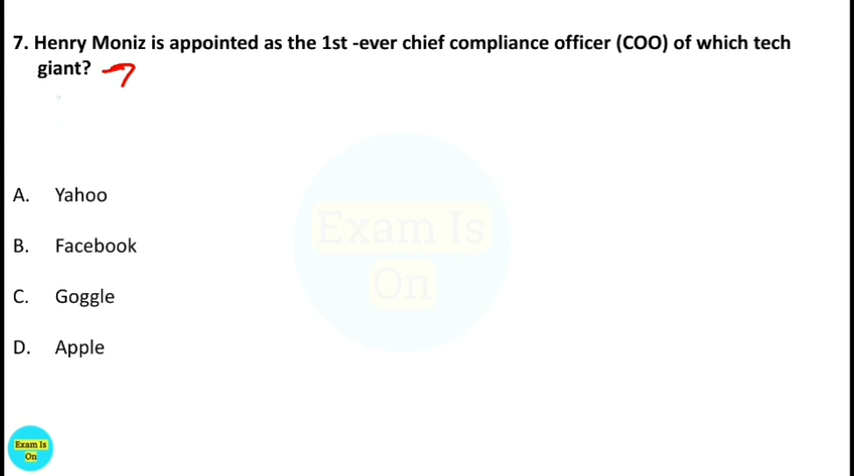 7. Henry Moniz is appointed as the 1st -ever chief compliance officer (COO) of which tech
giant?
A. Yahoo
B. Facebook
C. Goggle
D. Apple
Exam Is
On
Exam Is
On